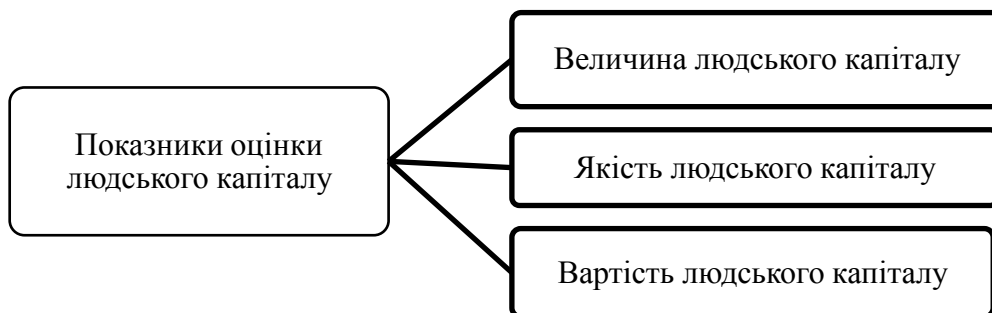 Показники оцінки
людського капіталу
Величина людського капіталу
Якість людського капіталу
Вартість людського капіталу